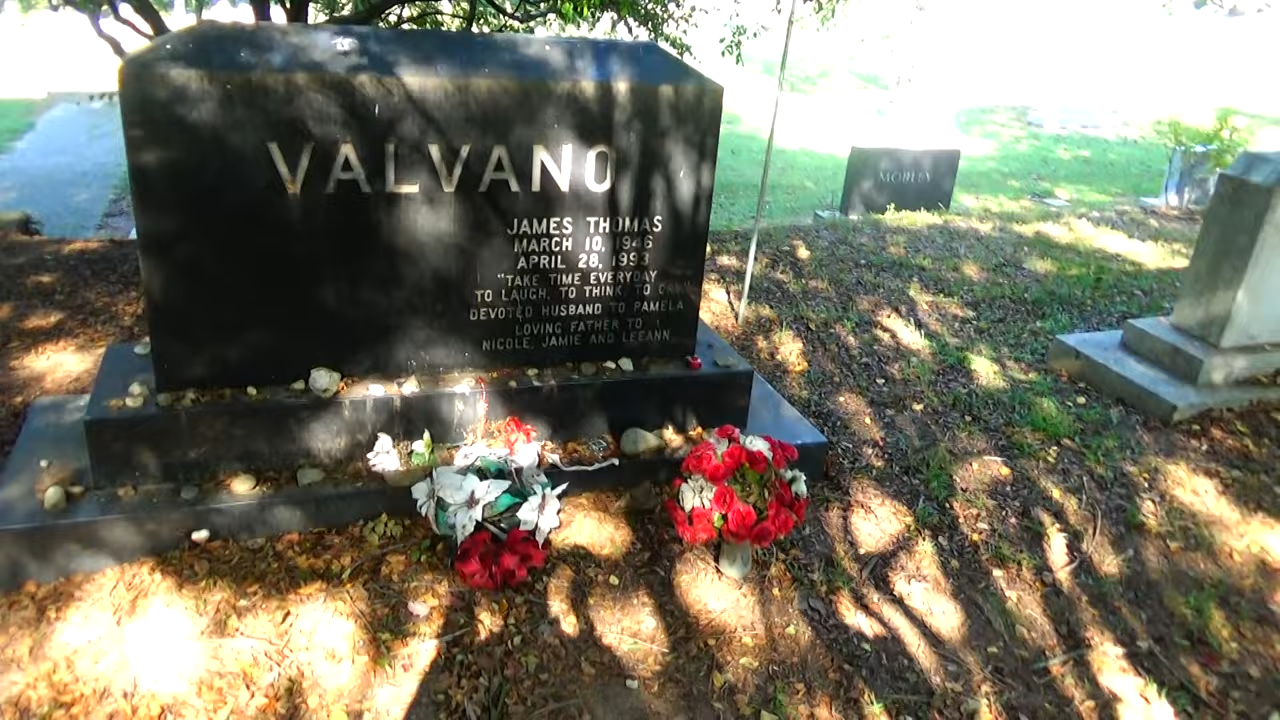 VALVANO
JAMES THOMAS
MARCH 10, 1946
APRIL 28, 1993
"TAKE TIME EVERYDAY
TO LAUGH, TO THINK, TO CRY."
DEVOTED HUSBAND TO PAMELA
LOVING FATHER TO
NICOLE, JAMIE AND LEEANN
MOBLEY